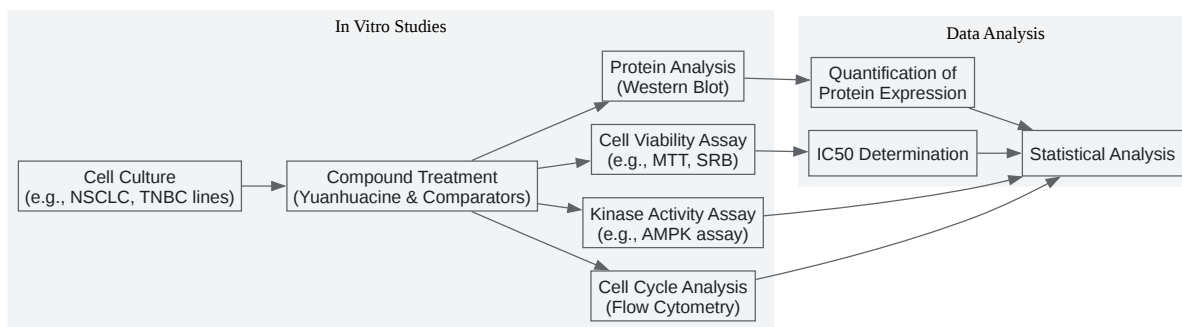 In Vitro Studies
Data Analysis
Cell Culture
(e.g., NSCLC, TNBC lines)
Compound Treatment
(Yuanhuacine & Comparators)
Protein Analysis
(Western Blot)
Cell Viability Assay
(e.g., MTT, SRB)
Kinase Activity Assay
(e.g., AMPK assay)
Cell Cycle Analysis
(Flow Cytometry)
Quantification of
Protein Expression
IC50 Determination
Statistical Analysis